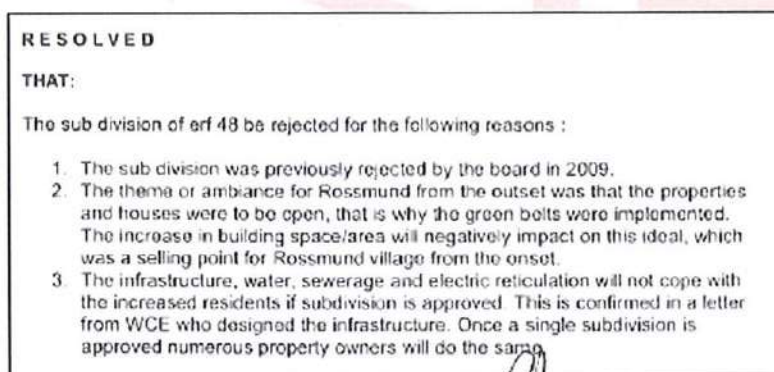 RESOLVED
THAT:
The sub division of erf 48 be rejected for the following reasons :
1. The sub division was previously rejected by the board in 2009.
2. The theme or ambiance for Rossmund from the outset was that the properties
and houses were to be open, that is why the green belts were implemented.
The increase in building space/area will negatively impact on this ideal, which
was a selling point for Rossmund village from the onset.
3. The infrastructure, water, sewerage and electric reticulation will not cope with
the increased residents if subdivision is approved. This is confirmed in a letter
from WCE who designed the infrastructure. Once a single subdivision is
approved numerous property owners will do the same